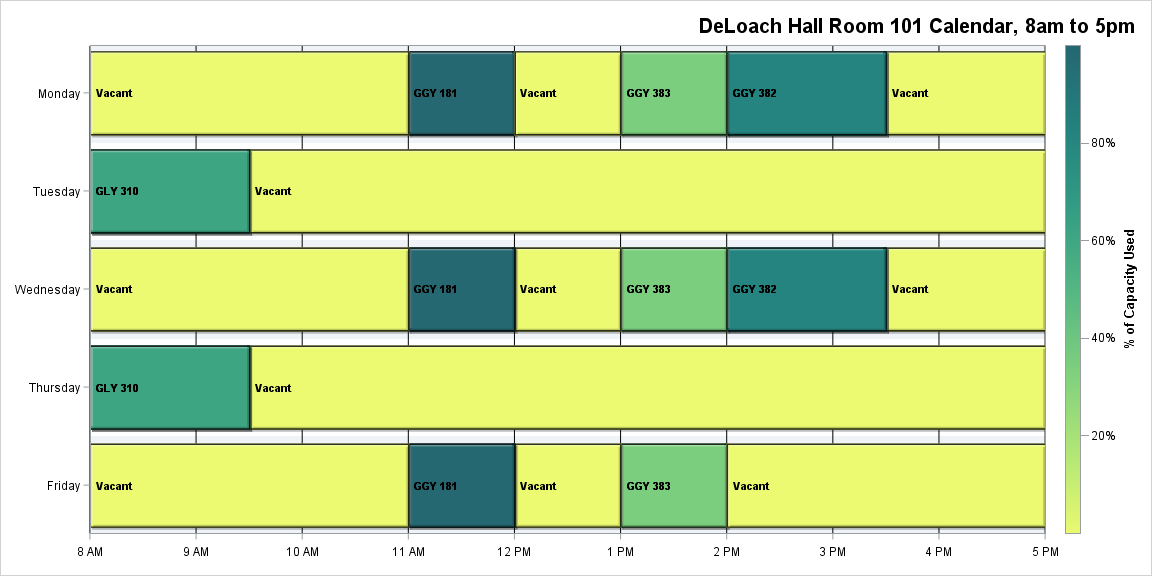 DeLoach Hall Room 101 Calendar, 8am to 5pm
Monday
Vacant
GGY 181
Vacant
GGY 383
GGY 382
Vacant
Tuesday
GLY 310
Vacant
Wednesday
Vacant
GGY 181
Vacant
GGY 383
GGY 382
Vacant
Thursday
GLY 310
Vacant
Friday
Vacant
GGY 181
Vacant
GGY 383
Vacant
8 AM
9 AM
10 AM
11 AM
12 PM
1 PM
2 PM
3 PM
4 PM
5 PM
80%
60%
40%
20%
% of Capacity Used